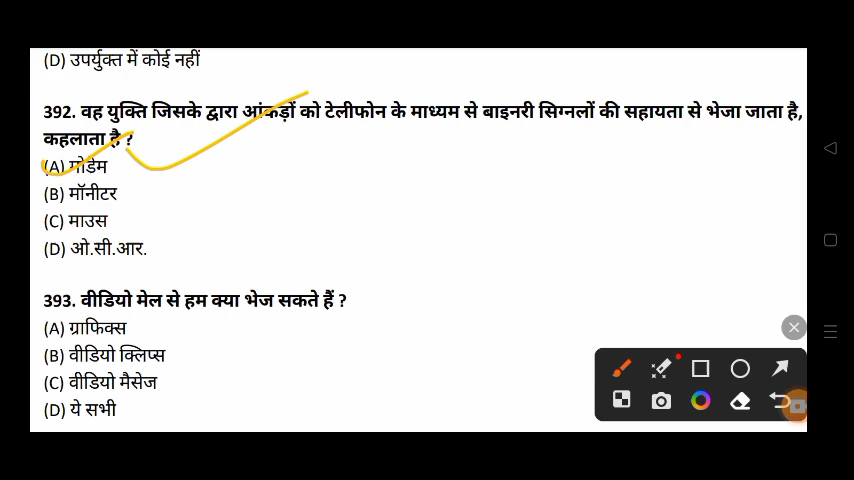 (D) उपर्युक्त में कोई नहीं
392. वह युक्ति जिसके द्वारा आंकड़ों को टेलीफोन के माध्यम से बाइनरी सिग्नलों की सहायता से भेजा जाता है,
कहलाता है ?
(A) मोडेम
(B) मॉनीटर
(C) माउस
(D) ओ.सी.आर.
393. वीडियो मेल से हम क्या भेज सकते हैं ?
(A) ग्राफिक्स
(B) वीडियो क्लिप्स
(C) वीडियो मैसेज
(D) ये सभी